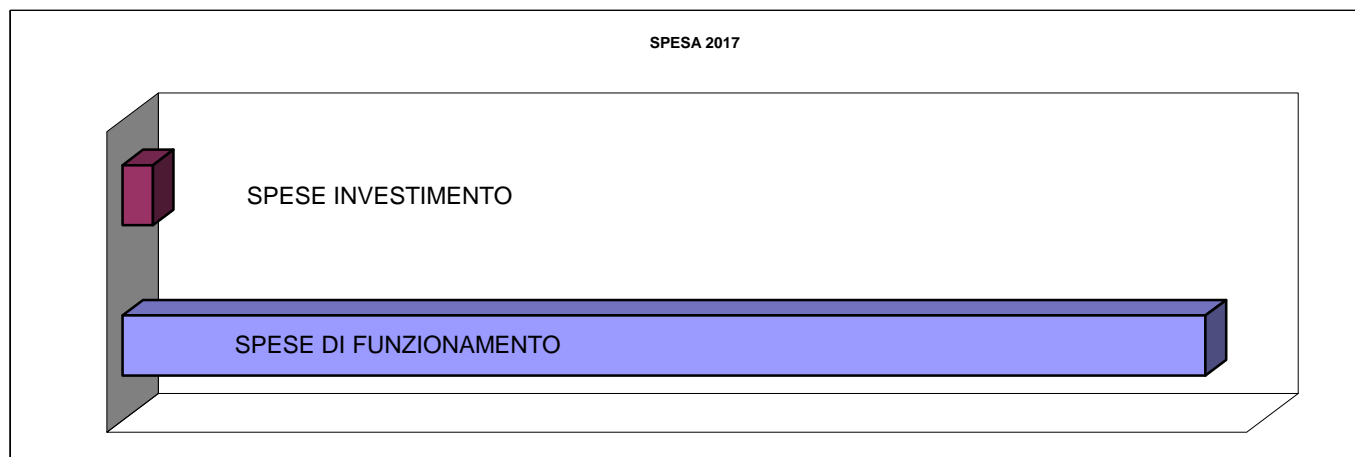 SPESA 2017
SPESE INVESTIMENTO
SPESE DI FUNZIONAMENTO